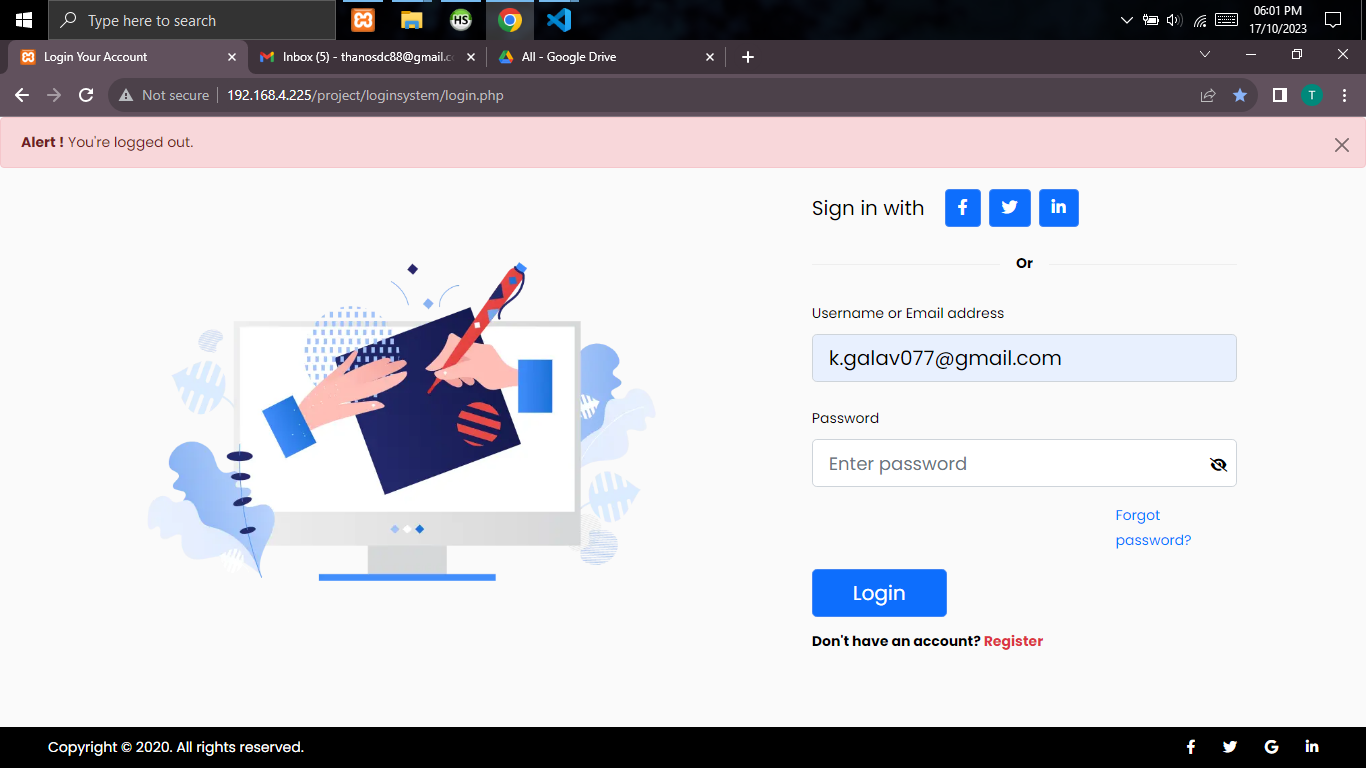 Type here to search
HS
06:01 PM
17/10/2023
Login Your Account
Inbox (5) - thanosdc88@gmail.c
All - Google Drive
Not secure
192.168.4.225/project/loginsystem/login.php
T
Alert ! You're logged out.
Sign in with
Or
Username or Email address
k.galav077@gmail.com
Password
Enter password
Forgot
password?
Login
Don't have an account? Register
Copyright © 2020. All rights reserved.